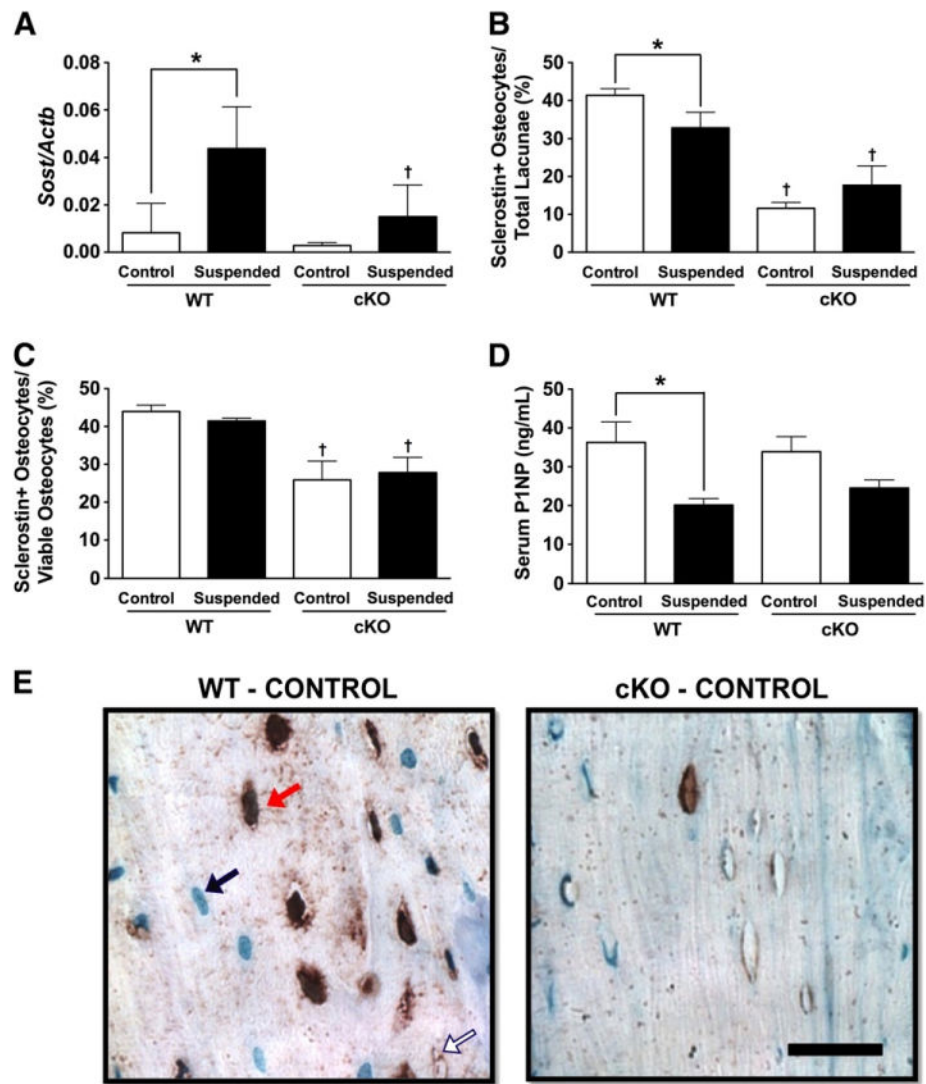 A
Sost/Actb
0.08
0.06
0.04
0.02
0.00
*
†
Control Suspended Control Suspended
WT cKO
B
Sclerostin+ Osteocytes/
Total Lacunae (%)
50
40
30
20
10
0
*
† †
Control Suspended Control Suspended
WT cKO
C
Sclerostin+ Osteocytes/
Viable Osteocytes (%)
50
40
30
20
10
0
† †
Control Suspended Control Suspended
WT cKO
D
Serum P1NP (ng/mL)
50
40
30
20
10
0
*
Control Suspended Control Suspended
WT cKO
E
WT - CONTROL
cKO - CONTROL